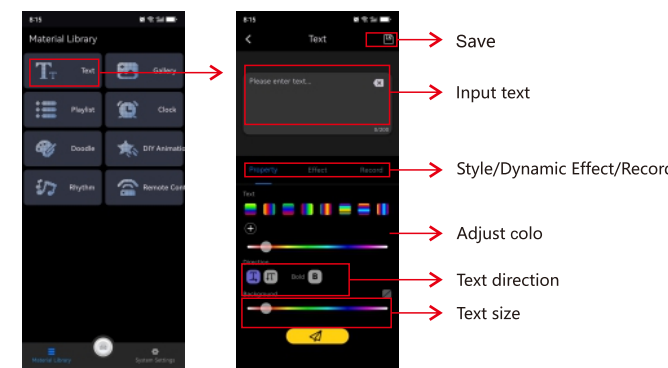 8:15
Material Library
Text
Gallery
Playlist
Clock
Doodle
DIY Animatio
Rhythm
Remote Cont
Material Library
System Settings
8:15
Text
Please enter text...
Property
Effect
Record
Text
Direction
Bold
Background
Save
Input text
Style/Dynamic Effect/Record
Adjust colo
Text direction
Text size